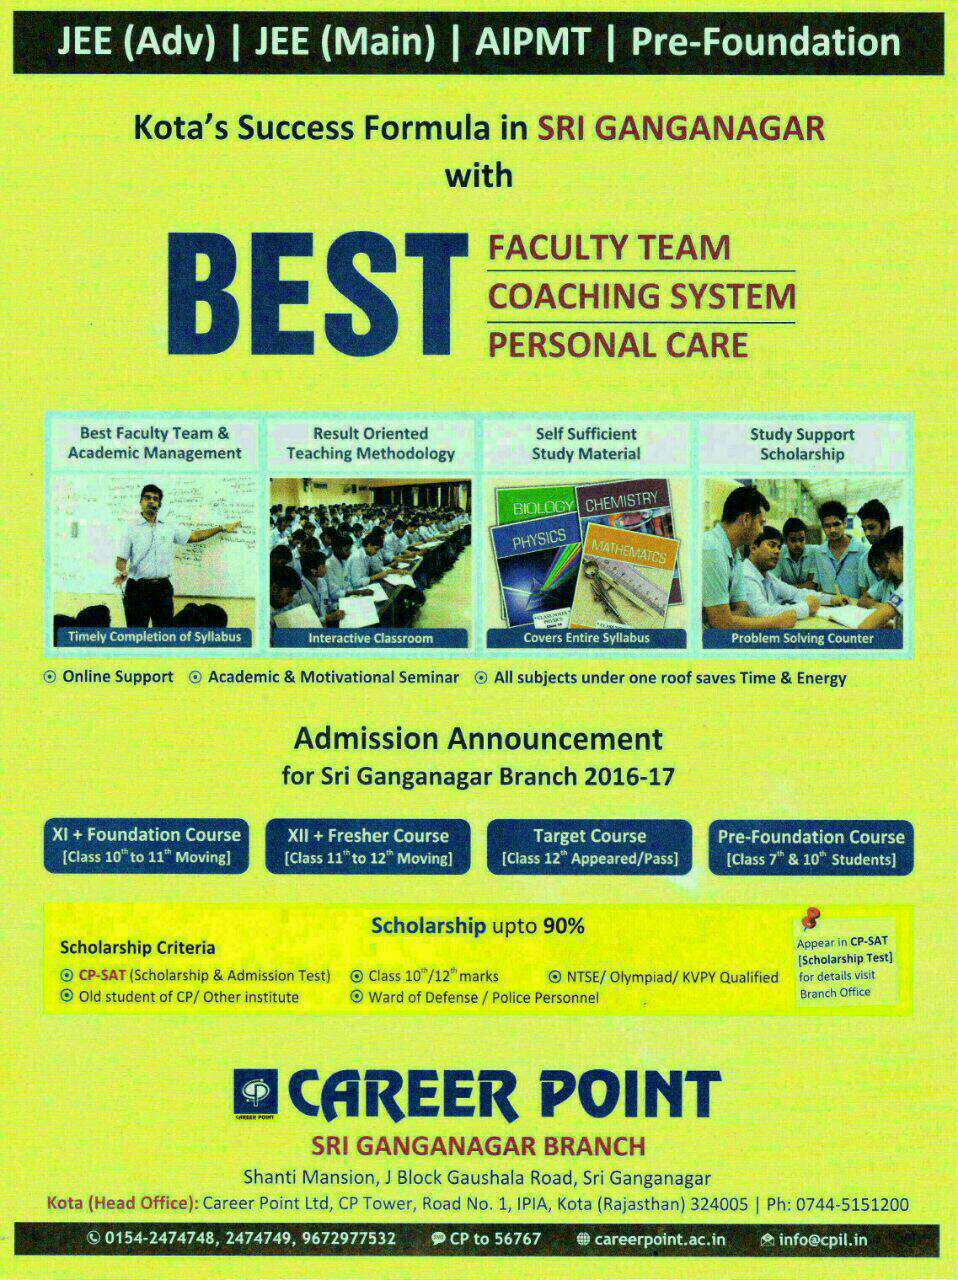 JEE (Adv) | JEE (Main) | AIPMT | Pre-Foundation
Kota's Success Formula in SRI GANGANAGAR
with
BEST
FACULTY TEAM
COACHING SYSTEM
PERSONAL CARE
Best Faculty Team &
Academic Management
Timely Completion of Syllabus
Result Oriented
Teaching Methodology
Interactive Classroom
Self Sufficient
Study Material
BIOLOGY
CHEMISTRY
PHYSICS
MATHEMATCS
Covers Entire Syllabus
Study Support
Scholarship
Problem Solving Counter
Online Support Academic & Motivational Seminar All subjects under one roof saves Time & Energy
Admission Announcement
for Sri Ganganagar Branch 2016-17
XI + Foundation Course
[Class 10th to 11th Moving]
XII + Fresher Course
[Class 11th to 12th Moving]
Target Course
[Class 12th Appeared/Pass]
Pre-Foundation Course
[Class 7th & 10th Students]
Scholarship upto 90%
Scholarship Criteria
CP-SAT (Scholarship & Admission Test) Class 10th/12th marks NTSE/ Olympiad/ KVPY Qualified
Old student of CP/ Other institute Ward of Defense / Police Personnel
Appear in CP-SAT
[Scholarship Test]
for details visit
Branch Office
CAREER POINT
CAREER POINT
SRI GANGANAGAR BRANCH
Shanti Mansion, J Block Gaushala Road, Sri Ganganagar
Kota (Head Office): Career Point Ltd, CP Tower, Road No. 1, IPIA, Kota (Rajasthan) 324005 | Ph: 0744-5151200
0154-2474748, 2474749, 9672977532 SMS CP to 56767 careerpoint.ac.in info@cpil.in